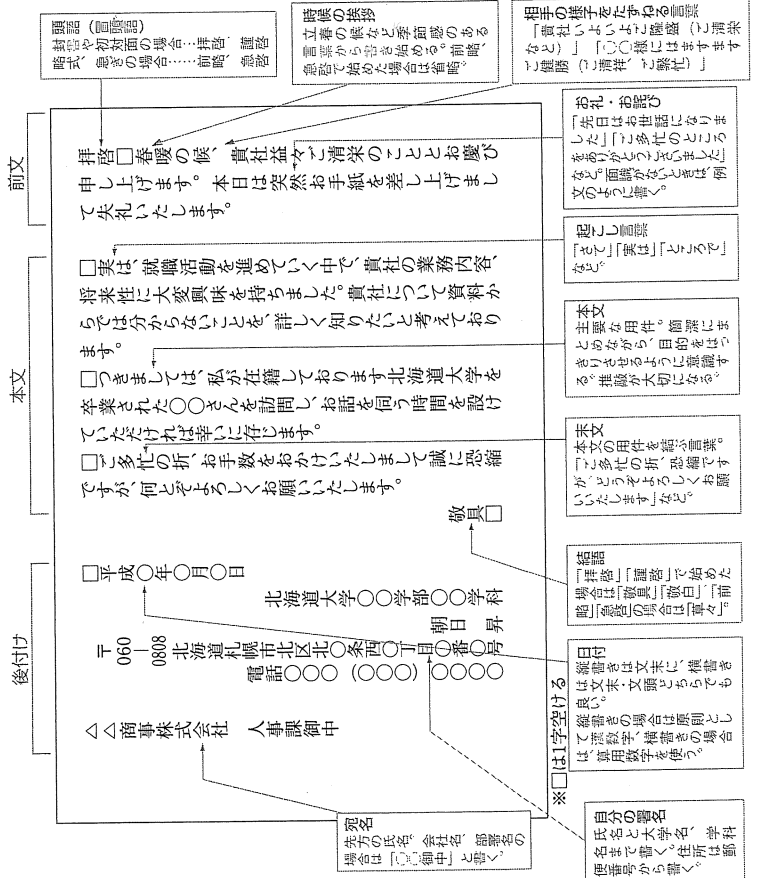 頭語(冒頭語)
封書や初対面の場合…拝啓、謹啓
略式、急ぎの場合……前略、急啓
時候の挨拶
立春の候など季節感のある
言葉から書き始める。前略、
急啓で始めた場合は省略。
相手の様子をたずねる言葉
「貴社いよいよご隆盛(ご清栄
など)」「○○様にはますます
ご健勝(ご清祥、ご繁忙)」
お礼・お詫び
「先日はお世話になりま
した」「ご多忙のところ
をありがとうございました」
など。面識がないときは、例
文のように書く。
起こし言葉
「さて」「実は」「ところで」
など。
本文
主要な用件。簡潔にま
とめながら、目的をはっ
きりさせるように意識す
る。推敲が大切になる。
末文
本文の用件を結ぶ言葉。
「ご多忙の折、恐縮です
が、どうぞよろしくお願
いいたします」など。
結語
「拝啓」「謹啓」で始めた
場合は「敬具」「敬白」、「前
略」「急啓」の場合は「草々」。
日付
縦書きは文末に、横書き
は文末・文頭どちらでも
良い。
縦書きの場合は原則とし
て漢数字、横書きの場合
は、算用数字を使う。
自分の署名
氏名と大学名、学科
名まで書く。住所は郵
便番号から書く。
宛名
先方の氏名。会社名、部署名の
場合は「○○御中」と書く。
前文
拝啓□春暖の候、貴社益々ご清栄のこととお慶び
申し上げます。本日は突然お手紙を差し上げまし
て失礼いたします。
本文
□実は、就職活動を進めていく中で、貴社の業務内容、
将来性に大変興味を持ちました。貴社について資料か
らでは分からないことを、詳しく知りたいと考えており
ます。
□つきましては、私が在籍しております北海道大学を
卒業された○○さんを訪問し、お話を伺う時間を設け
ていただければ幸いに存じます。
□ご多忙の折、お手数をおかけいたしまして誠に恐縮
ですが、何とぞよろしくお願いいたします。
敬具□
後付け
□平成○年○月○日
北海道大学○○学部○○学科
朝日 昇
〒060―0808 北海道札幌市北区北○条西○丁目○番○号
電話○○○(○○○)○○○○
△△商事株式会社 人事課御中
※□は1字空ける